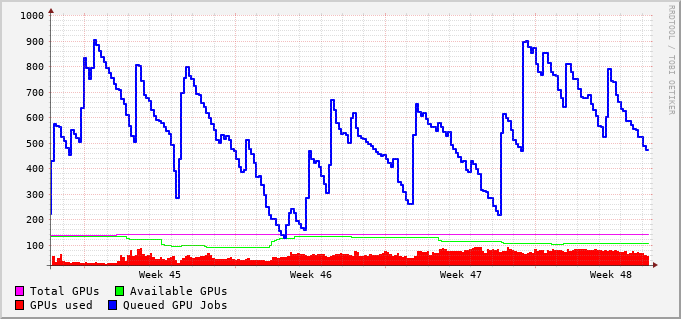 1000
900
800
700
600
500
400
300
200
100
Week 45 Week 46 Week 47 Week 48
Total GPUs Available GPUs
GPUs used Queued GPU Jobs
RRDTOOL / TOBI OETIKER